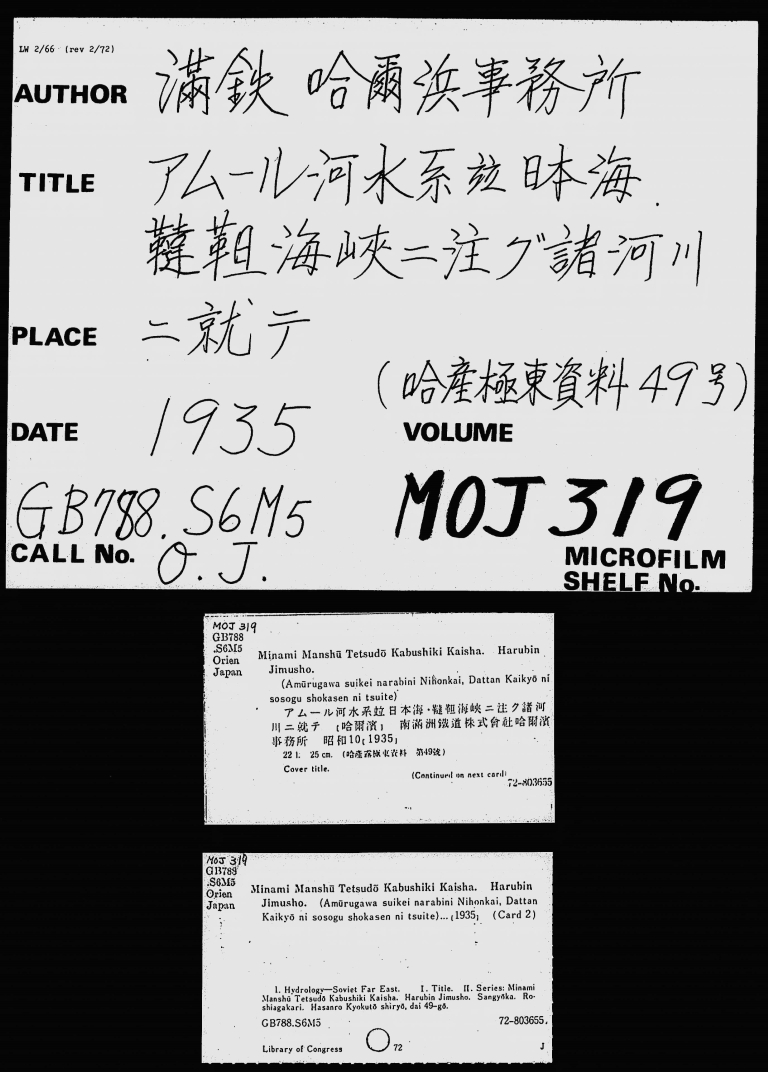 LW 2/66 (rev 2/72)
AUTHOR 滿鉄 哈爾浜事務所
TITLE アムール河水系竝日本海
韃靼海峽ニ注グ諸河川
PLACE ニ就テ
(哈産極東資料49号)
DATE 1935
VOLUME
GB788.S6M5
MOJ 319
CALL No. O.J.
MICROFILM
SHELF No.
MOJ 319
GB788
.S6M5
Orien
Japan
Minami Manshū Tetsudō Kabushiki Kaisha. Harubin
Jimusho.
(Amūrugawa suikei narabini Nihonkai, Dattan Kaikyō ni
sosogu shokasen ni tsuite)
アムール河水系竝日本海・韃靼海峽ニ注グ諸河
川ニ就テ [哈爾濱] 南滿洲鐵道株式會社哈爾濱
事務所 昭和10[1935]
22 l. 25 cm. (哈產露極東資料 第49號)
Cover title.
(Continued on next card)
72-803655
MOJ 319
GB788
.S6M5
Orien
Japan
Minami Manshū Tetsudō Kabushiki Kaisha. Harubin
Jimusho. (Amūrugawa suikei narabini Nihonkai, Dattan
Kaikyō ni sosogu shokasen ni tsuite)... [1935] (Card 2)
1. Hydrology—Soviet Far East. I. Title. II. Series: Minami
Manshū Tetsudō Kabushiki Kaisha. Harubin Jimusho. Sangyōka. Ro-
shiagakari. Hasanro Kyokutō shiryō, dai 49-gō.
GB788.S6M5 72-803655.
Library of Congress 72 J